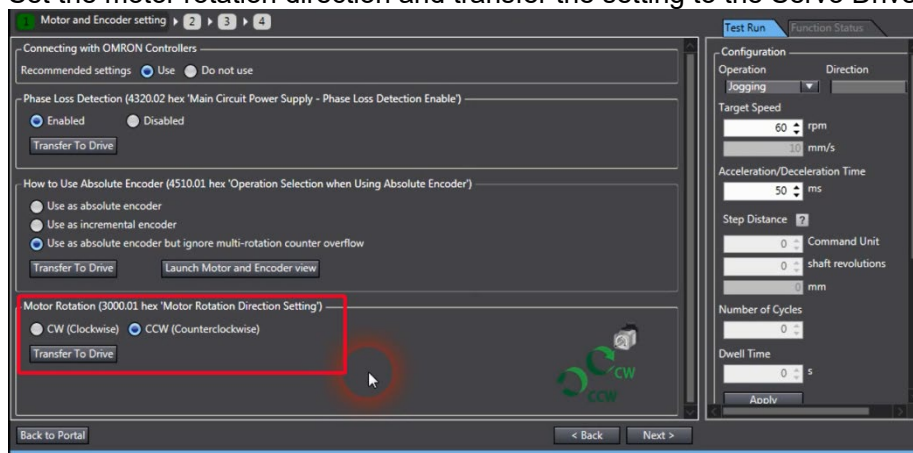 Set the motor rotation direction and transfer the setting to the Servo Drive
1 Motor and Encoder setting 2 3 4
Connecting with OMRON Controllers
Recommended settings Use Do not use
Phase Loss Detection (4320.02 hex 'Main Circuit Power Supply - Phase Loss Detection Enable')
Enabled Disabled
Transfer To Drive
How to Use Absolute Encoder (4510.01 hex 'Operation Selection when Using Absolute Encoder')
Use as absolute encoder
Use as incremental encoder
Use as absolute encoder but ignore multi-rotation counter overflow
Transfer To Drive Launch Motor and Encoder view
Motor Rotation (3000.01 hex 'Motor Rotation Direction Setting')
CW (Clockwise) CCW (Counterclockwise)
Transfer To Drive
CW
CCW
Back to Portal < Back Next >
Test Run Function Status
Configuration
Operation Direction
Jogging
Target Speed
60 rpm
10 mm/s
Acceleration/Deceleration Time
50 ms
Step Distance ?
0 Command Unit
0 shaft revolutions
0 mm
Number of Cycles
0
Dwell Time
0 s
Apply